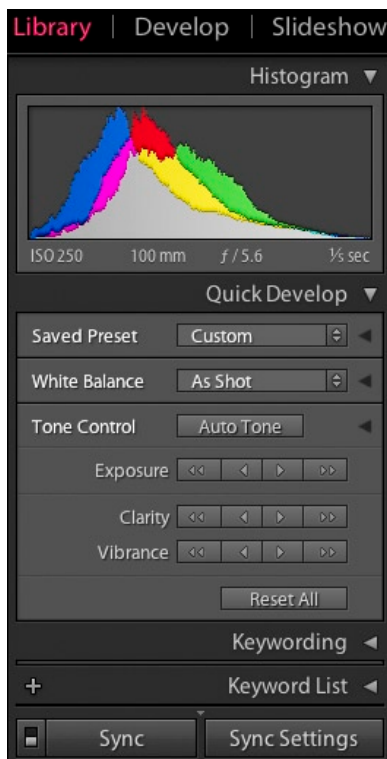 Library | Develop | Slideshow
Histogram
ISO 250 100 mm ƒ / 5.6 ⅕ sec
Quick Develop
Saved Preset Custom
White Balance As Shot
Tone Control Auto Tone
Exposure
Clarity
Vibrance
Reset All
Keywording
+ Keyword List
Sync Sync Settings